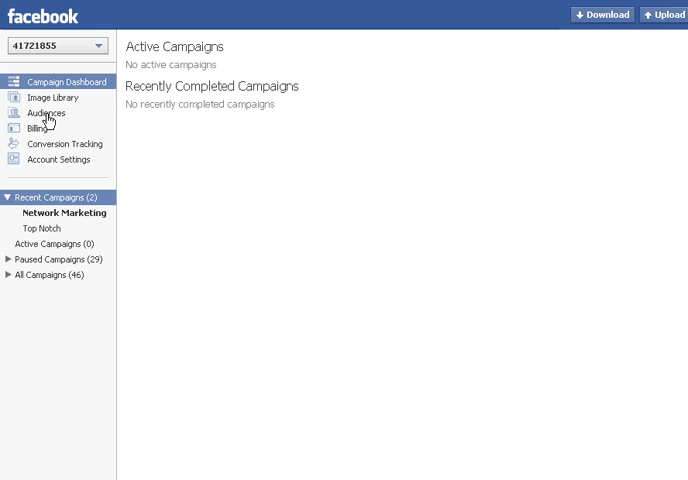 facebook
Download
Upload
41721855
Campaign Dashboard
Image Library
Audiences
Billing
Conversion Tracking
Account Settings
Recent Campaigns (2)
Network Marketing
Top Notch
Active Campaigns (0)
Paused Campaigns (29)
All Campaigns (46)
Active Campaigns
No active campaigns
Recently Completed Campaigns
No recently completed campaigns